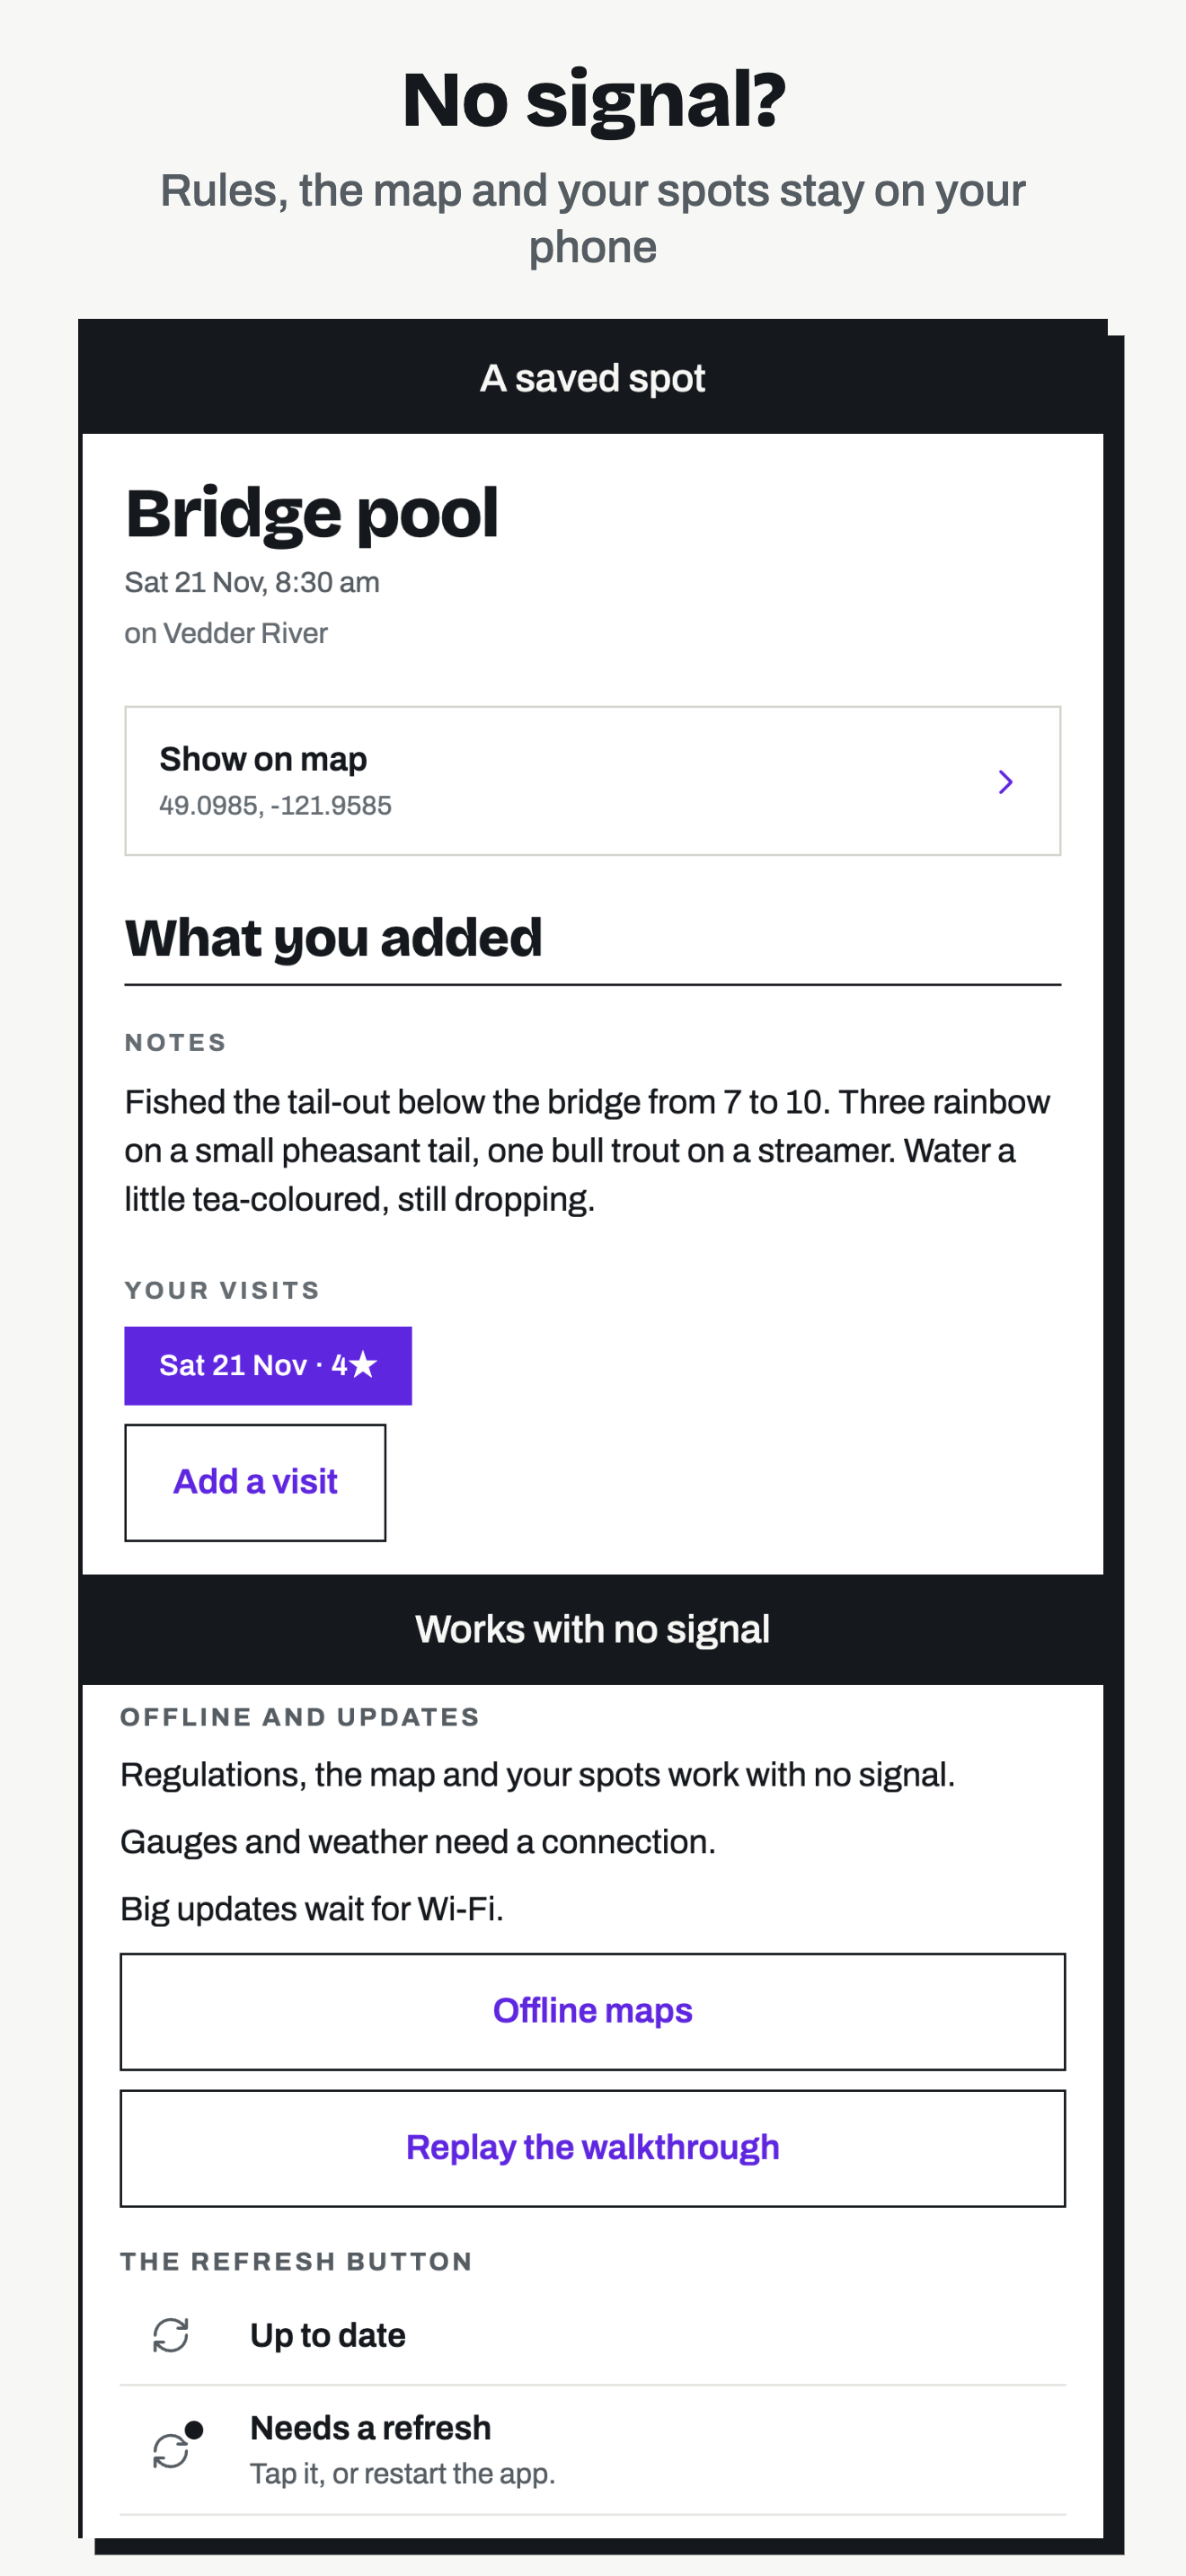 No signal?
Rules, the map and your spots stay on your
phone
A saved spot
Bridge pool
Sat 21 Nov, 8:30 am
on Vedder River
Show on map
49.0985, -121.9585
What you added
NOTES
Fished the tail-out below the bridge from 7 to 10. Three rainbow
on a small pheasant tail, one bull trout on a streamer. Water a
little tea-coloured, still dropping.
YOUR VISITS
Sat 21 Nov · 4★
Add a visit
Works with no signal
OFFLINE AND UPDATES
Regulations, the map and your spots work with no signal.
Gauges and weather need a connection.
Big updates wait for Wi-Fi.
Offline maps
Replay the walkthrough
THE REFRESH BUTTON
Up to date
Needs a refresh
Tap it, or restart the app.